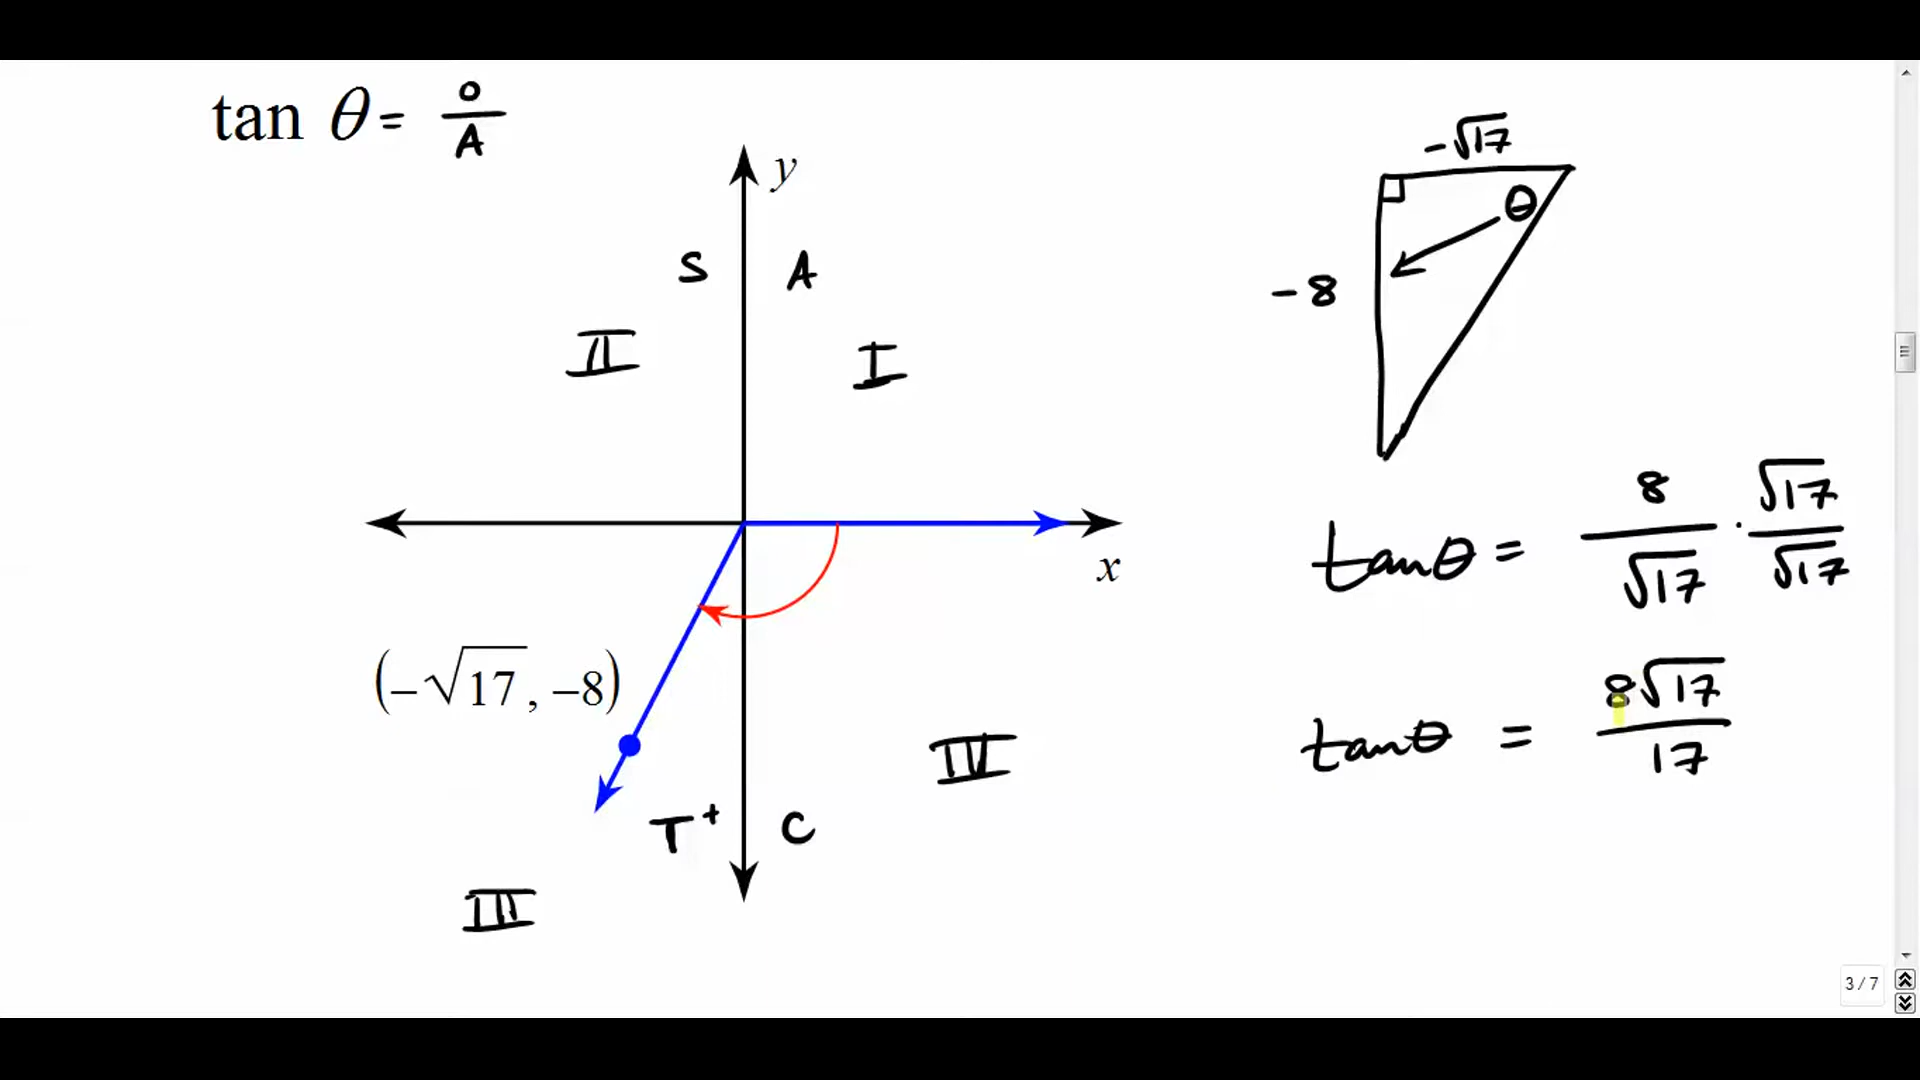 tan θ = O/A
y
S A
II I
x
(-√17, -8)
IV
T+ C
III
-√17
θ
-8
tanθ = 8/√17 · √17/√17
tanθ = 8√17/17
3 / 7